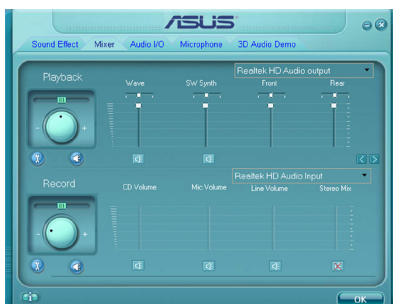 ASUS
Sound Effect Mixer Audio I/O Microphone 3D Audio Demo
Realtek HD Audio output
Playback
Wave SW Synth Front Rear
- +
Realtek HD Audio Input
Record
CD Volume Mic Volume Line Volume Stereo Mix
- +
OK